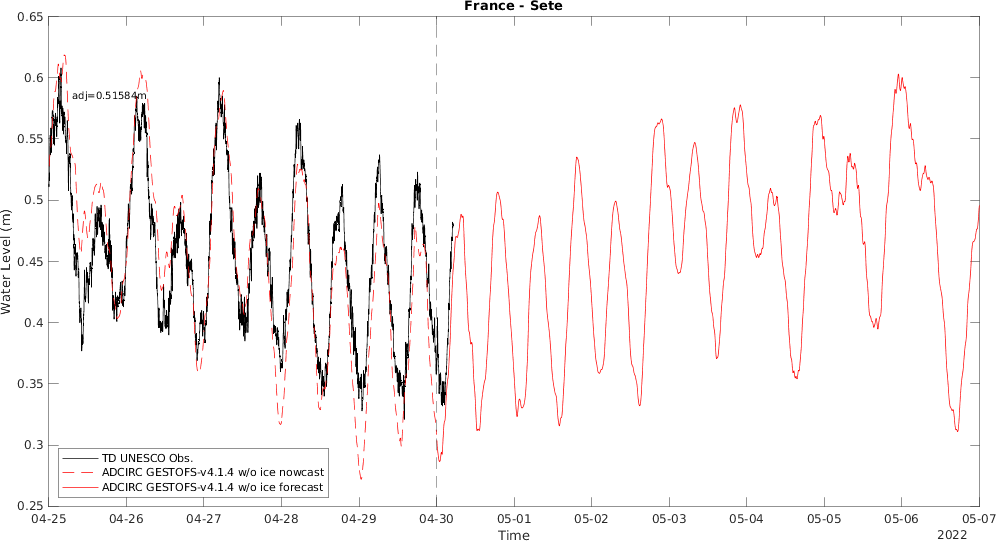 France - Sete
0.65
0.6
0.55
0.5
0.45
0.4
0.35
0.3
0.25
Water Level (m)
adj=0.51584m
TD UNESCO Obs.
ADCIRC GESTOFS-v4.1.4 w/o ice nowcast
ADCIRC GESTOFS-v4.1.4 w/o ice forecast
04-25 04-26 04-27 04-28 04-29 04-30 05-01 05-02 05-03 05-04 05-05 05-06 05-07
Time
2022